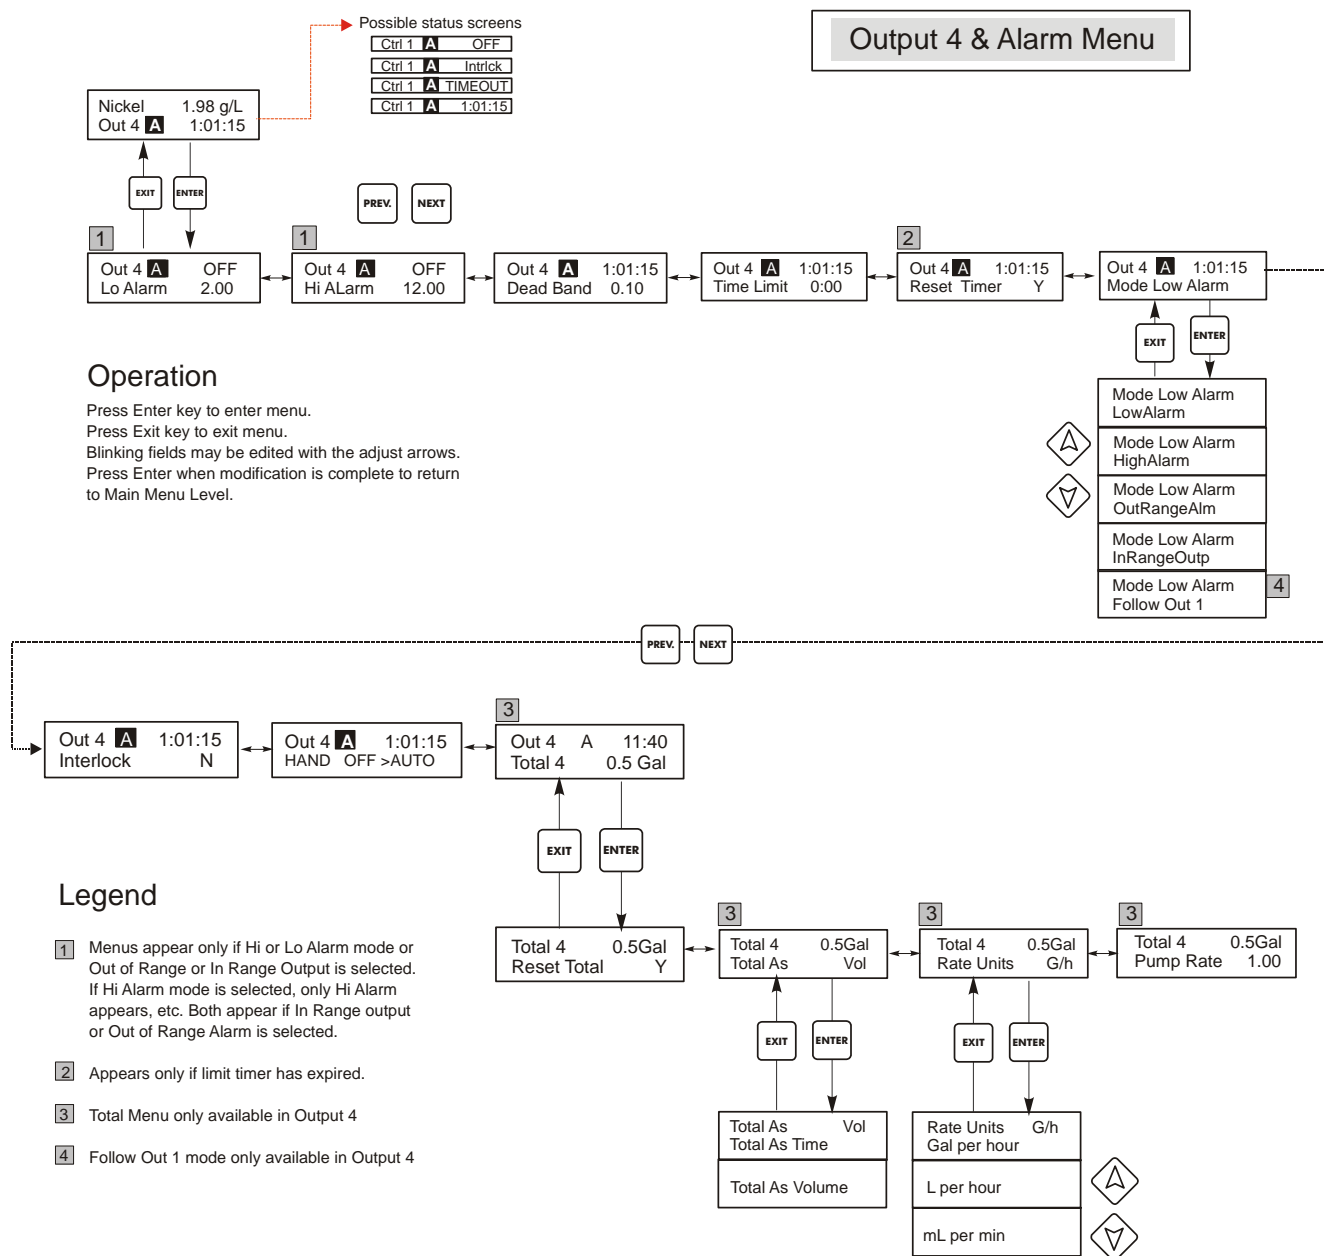 Possible status screens
Ctrl 1 A OFF
Ctrl 1 A Intrlck
Ctrl 1 A TIMEOUT
Ctrl 1 A 1:01:15
Output 4 & Alarm Menu
Nickel 1.98 g/L
Out 4 A 1:01:15
EXIT
ENTER
PREV.
NEXT
1
Out 4 A OFF
Lo Alarm 2.00
1
Out 4 A OFF
Hi ALarm 12.00
Out 4 A 1:01:15
Dead Band 0.10
Out 4 A 1:01:15
Time Limit 0:00
2
Out 4 A 1:01:15
Reset Timer Y
Out 4 A 1:01:15
Mode Low Alarm
EXIT
ENTER
Mode Low Alarm
LowAlarm
Mode Low Alarm
HighAlarm
Mode Low Alarm
OutRangeAlm
Mode Low Alarm
InRangeOutp
Mode Low Alarm
Follow Out 1
4
Operation
Press Enter key to enter menu.
Press Exit key to exit menu.
Blinking fields may be edited with the adjust arrows.
Press Enter when modification is complete to return
to Main Menu Level.
PREV.
NEXT
Out 4 A 1:01:15
Interlock N
Out 4 A 1:01:15
HAND OFF >AUTO
3
Out 4 A 11:40
Total 4 0.5 Gal
EXIT
ENTER
Total 4 0.5Gal
Reset Total Y
3
Total 4 0.5Gal
Total As Vol
3
Total 4 0.5Gal
Rate Units G/h
3
Total 4 0.5Gal
Pump Rate 1.00
EXIT
ENTER
EXIT
ENTER
Total As Vol
Total As Time
Total As Volume
Rate Units G/h
Gal per hour
L per hour
mL per min
Legend
1 Menus appear only if Hi or Lo Alarm mode or
Out of Range or In Range Output is selected.
If Hi Alarm mode is selected, only Hi Alarm
appears, etc. Both appear if In Range output
or Out of Range Alarm is selected.
2 Appears only if limit timer has expired.
3 Total Menu only available in Output 4
4 Follow Out 1 mode only available in Output 4